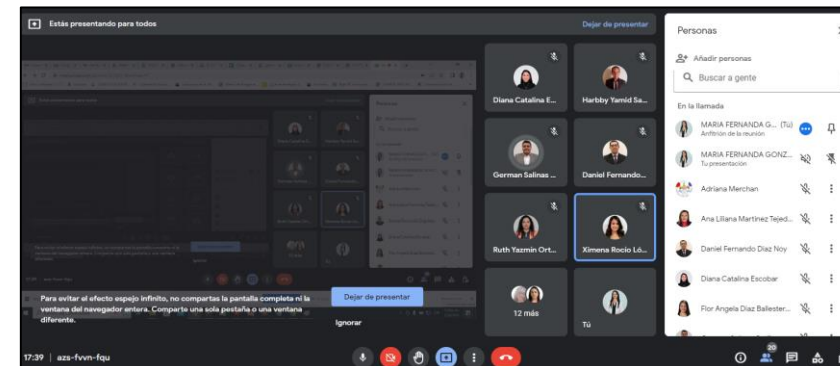 Estás presentando para todos
Dejar de presentar
Diana Catalina E...
Harbby Yamid Sa...
German Salinas ...
Daniel Fernando...
Ruth Yazmin Ort...
Ximena Rocio Ló...
12 más
Tú
Para evitar el efecto espejo infinito, no compartas la pantalla completa ni la
ventana del navegador entera. Comparte una sola pestaña o una ventana
diferente.
Dejar de presentar
Ignorar
17:39 | azs-fvvn-fqu
Personas
Añadir personas
Buscar a gente
En la llamada
MARIA FERNANDA G... (Tú)
Anfitrión de la reunión
MARIA FERNANDA GONZ...
Tu presentación
Adriana Merchan
Ana Liliana Martinez Tejed...
Daniel Fernando Diaz Noy
Diana Catalina Escobar
Flor Angela Diaz Ballester...
20